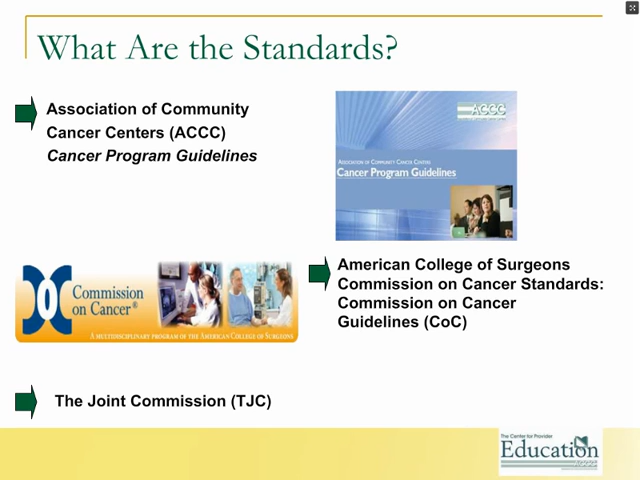 What Are the Standards?
Association of Community
Cancer Centers (ACCC)
Cancer Program Guidelines
ACCC
ASSOCIATION OF COMMUNITY CANCER CENTERS
Cancer Program Guidelines
American College of Surgeons
Commission on Cancer Standards:
Commission on Cancer
Guidelines (CoC)
Commission
on Cancer®
A MULTIDISCIPLINARY PROGRAM OF THE AMERICAN COLLEGE OF SURGEONS
The Joint Commission (TJC)
The Center for Provider
Education